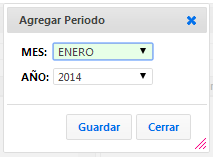 Agregar Periodo
MES: ENERO
AÑO: 2014
Guardar Cerrar